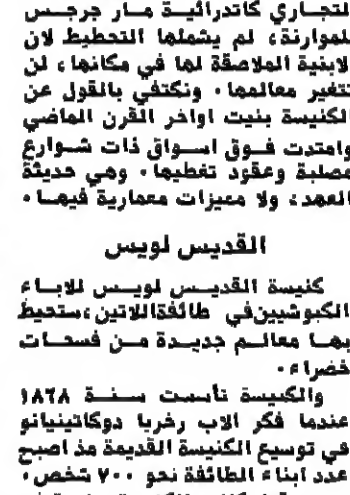 لتجاري كاتدرائية مار جرجس
للموارنة، لم يشملها التخطيط لان
لابنية الملاصقة لها في مكانها، لن
تتغير معالمها. ونكتفي بالقول عن
الكنيسة بنيت اواخر القرن الماضي
وامتدت فوق اسواق ذات شوارع
مصلبة وعقود تغطيها. وهي حديثة
العهد، ولا مميزات معمارية فيها.
القديس لويس
كنيسة القديس لويس للاباء
الكبوشيين في طائفة اللاتين، ستحيط
بها معالم جديدة من فسحات
خضراء.
والكنيسة تأسست سنة ١٨٦٨
عندما فكر الاب رخريا دوكاتينيانو
في توسيع الكنيسة القديمة مذ اصبح
عدد ابناء الطائفة نحو ٧٠٠ شخص.